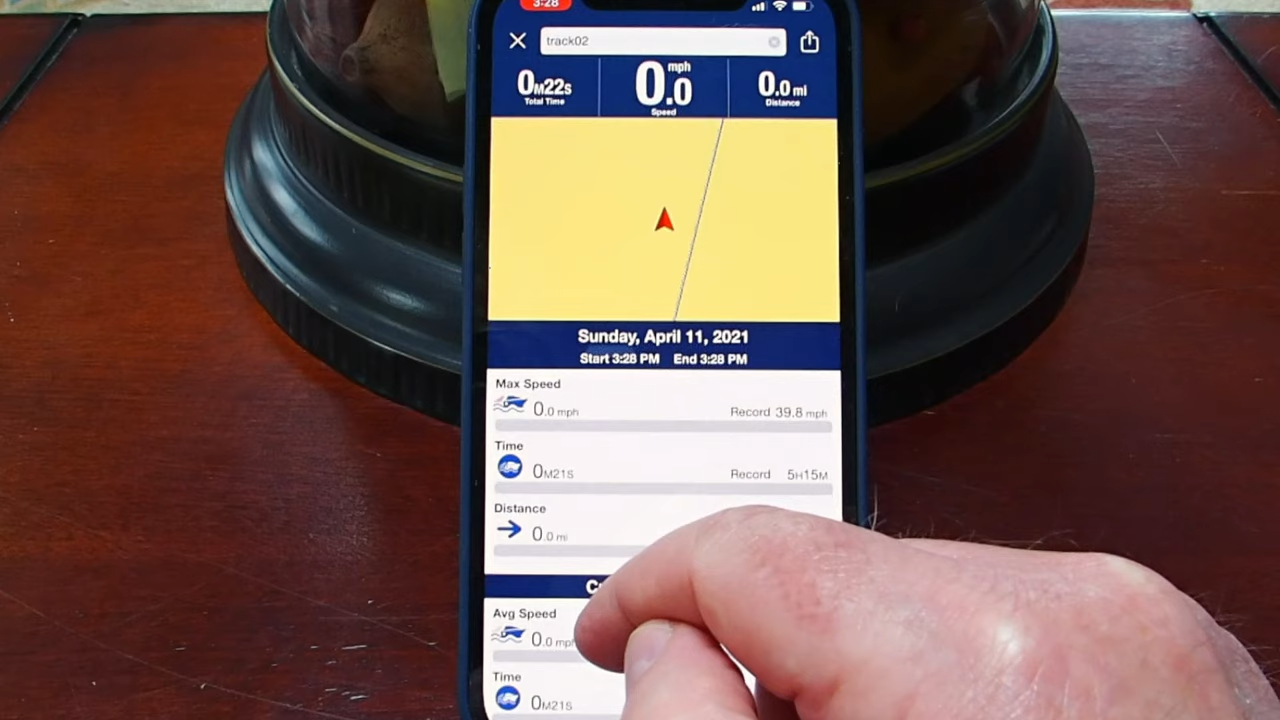 3:28
track02
0M22S
Total Time
mph
0.0
Speed
0.0 mi
Distance
Sunday, April 11, 2021
Start 3:28 PM End 3:28 PM
Max Speed
0.0 mph Record 39.8 mph
Time
0M21S Record 5H15M
Distance
0.0 mi
Avg Speed
0.0 mph
Time
0M21S